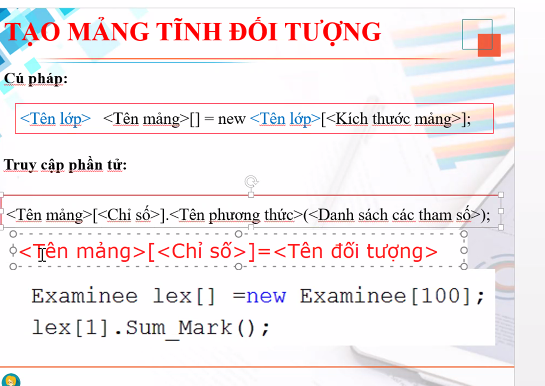 TẠO MẢNG TĨNH ĐỐI TƯỢNG
Cú pháp:
<Tên lớp> <Tên mảng>[] = new <Tên lớp>[<Kích thước mảng>];
Truy cập phần tử:
<Tên mảng>[<Chỉ số>].<Tên phương thức>(<Danh sách các tham số>);
<Tên mảng>[<Chỉ số>]=<Tên đối tượng>
Examinee lex[] =new Examinee[100];
lex[1].Sum_Mark();